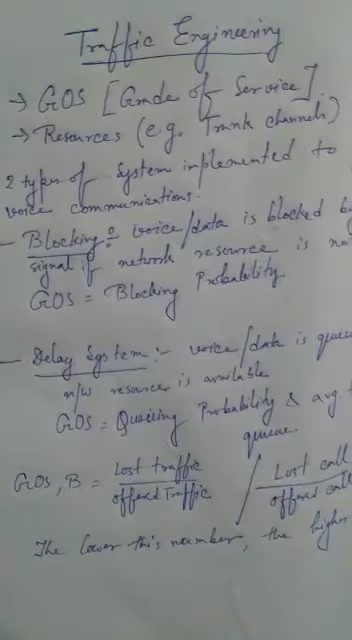 Traffic Engineering
→ GOS [Grade of Service].
→ Resources (e.g. Trunk channels)
2 types of system implemented to
voice communications.
- Blocking :- voice/data is blocked
signal if network resource is
GOS = Blocking Probability
- Delay System :- voice/data is
n/w resource is available
GOS = Queuing Probability & avg.
queue.
GOS, B = Lost traffic / offered Traffic / Lost call / offered
The lower this number, the